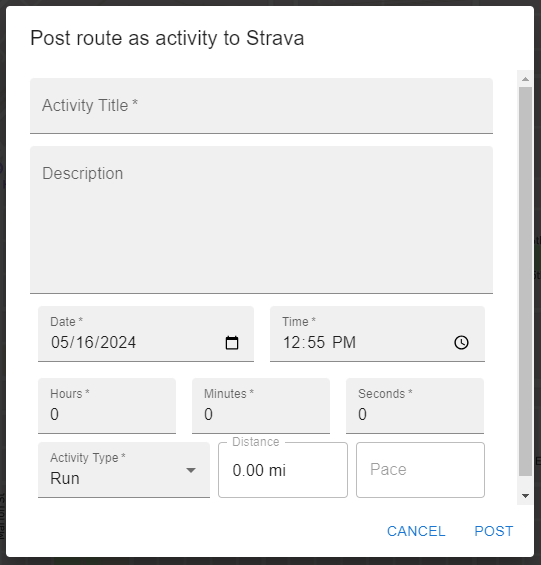 Post route as activity to Strava
Activity Title *
Description
Date *
05/16/2024
Time *
12:55 PM
Hours *
0
Minutes *
0
Seconds *
0
Activity Type *
Run
Distance
0.00 mi
Pace
CANCEL
POST